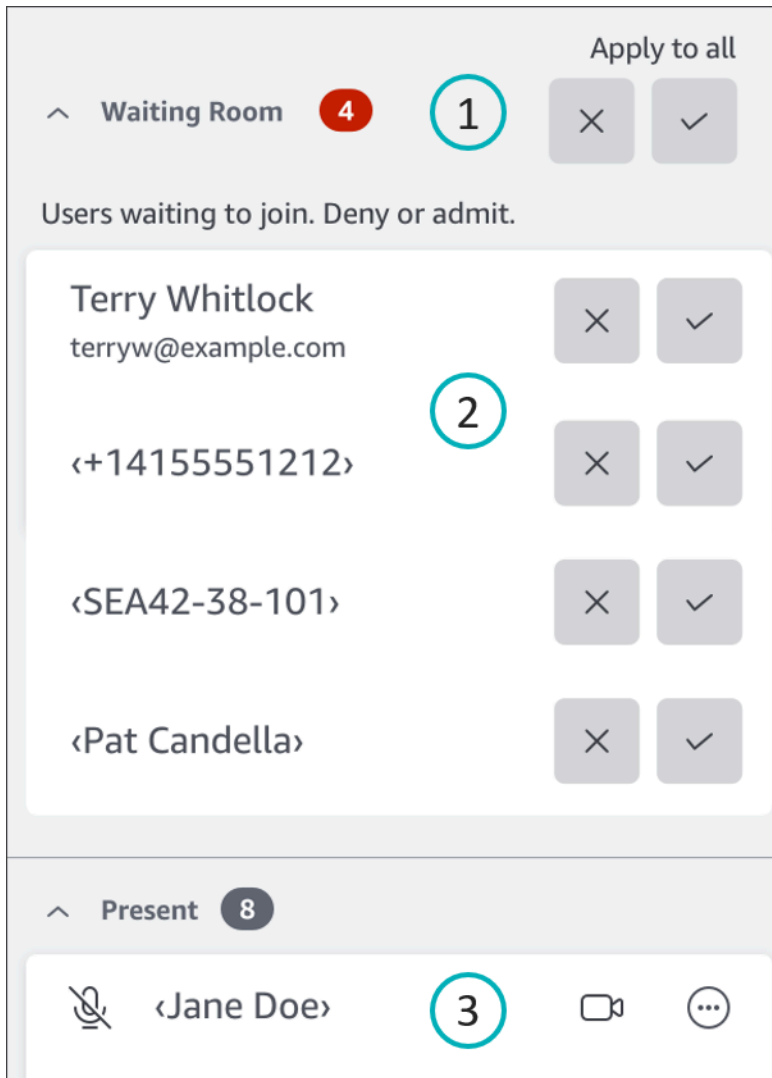 Apply to all
Waiting Room 4 1
Users waiting to join. Deny or admit.
Terry Whitlock
terryw@example.com
2
‹+14155551212›
‹SEA42-38-101›
‹Pat Candella›
Present 8
‹Jane Doe› 3